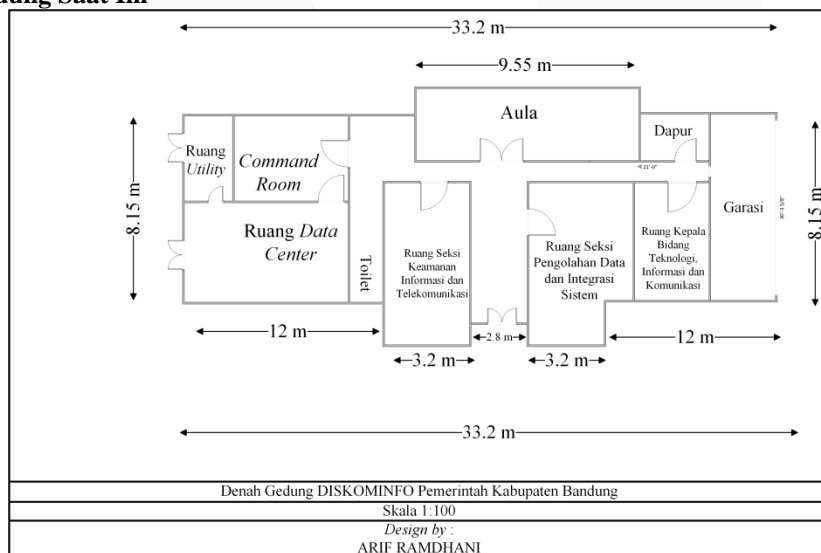 33.2 m
9.55 m
Aula
Dapur
Ruang
Utility
Command
Room
Garasi
8.15 m
8.15 m
Ruang Data
Center
Toilet
Ruang Seksi
Keamanan
Informasi dan
Telekomunikasi
Ruang Seksi
Pengolahan Data
dan Integrasi
Sistem
Ruang Kepala
Bidang
Teknologi.
Informasi dan
Komunikasi
12 m
2.8 m
12 m
3.2 m
3.2 m
33.2 m
Denah Gedung DISKOMINFO Pemerintah Kabupaten Bandung
Skala 1:100
Design by :
ARIF RAMDHANI